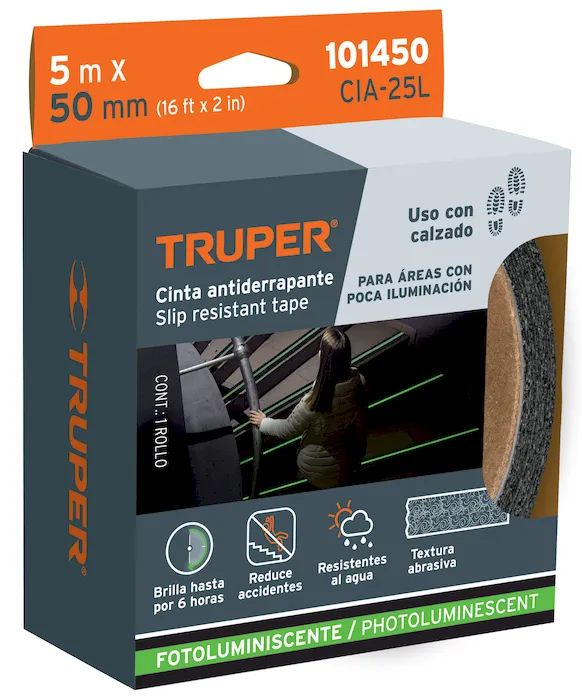 5 m X
50 mm (16 ft x 2 in)
101450
CIA-25L
TRUPER®
Cinta antiderrapante
Slip resistant tape
Uso con
calzado
PARA ÁREAS CON
POCA ILUMINACIÓN
TRUPER®
CONT.: 1 ROLLO
Brilla hasta
por 6 horas
Reduce
accidentes
Resistentes
al agua
Textura
abrasiva
FOTOLUMINISCENTE / PHOTOLUMINESCENT